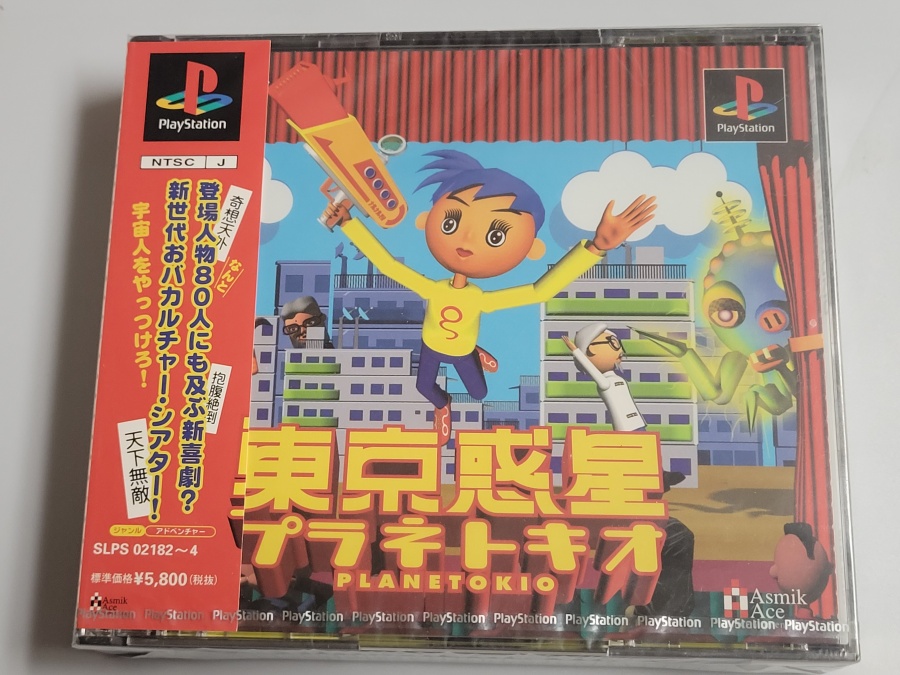 PlayStation
NTSC J
奇想天外
なんと
登場人物80人にも及ぶ新喜劇?
抱腹絶倒
新世代おバカルチャー・シアター!
宇宙人をやっつけろ!
天下無敵
ジャンル アドベンチャー
SLPS 02182~4
標準価格¥5,800(税抜)
Asmik
Ace
PlayStation
東京惑星
プラネトキオ
PLANETOKIO
Asmik
Ace
PlayStation PlayStation PlayStation PlayStation PlayStation PlayStation PlayStation PlayStation PlayStation PlayStation PlayStation